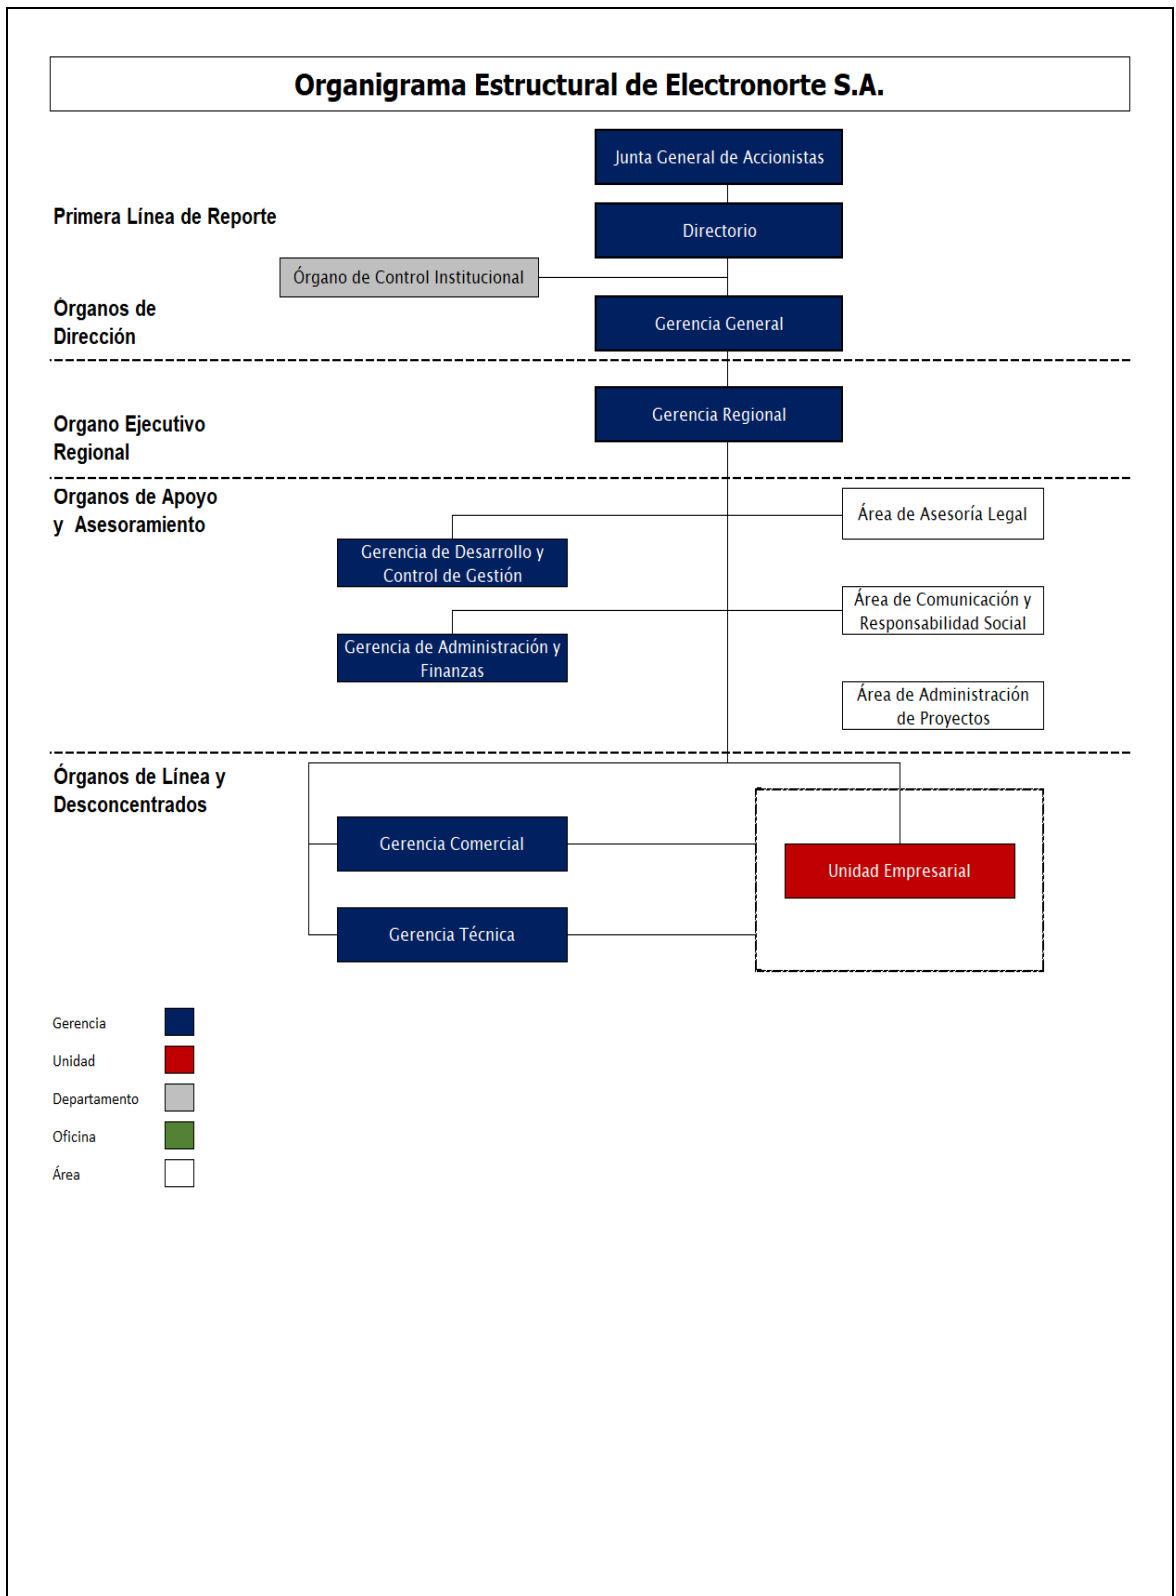 Organigrama Estructural de Electronorte S.A.
Junta General de Accionistas
Primera Línea de Reporte
Directorio
Órgano de Control Institucional
Órganos de
Dirección
Gerencia General
Organo Ejecutivo
Regional
Gerencia Regional
Organos de Apoyo
y Asesoramiento
Área de Asesoría Legal
Gerencia de Desarrollo y
Control de Gestión
Área de Comunicación y
Responsabilidad Social
Gerencia de Administración y
Finanzas
Área de Administración
de Proyectos
Órganos de Línea y
Desconcentrados
Gerencia Comercial
Unidad Empresarial
Gerencia Técnica
Gerencia
Unidad
Departamento
Oficina
Área